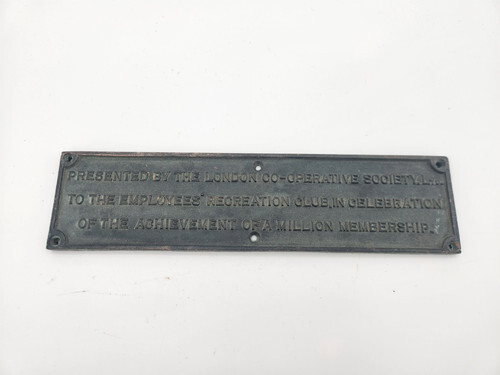 PRESENTED BY THE LONDON CO-OPERATIVE SOCIETY, LTD.
TO THE EMPLOYEES' RECREATION CLUB, IN CELEBRATION
OF THE ACHIEVEMENT OF A MILLION MEMBERSHIP.